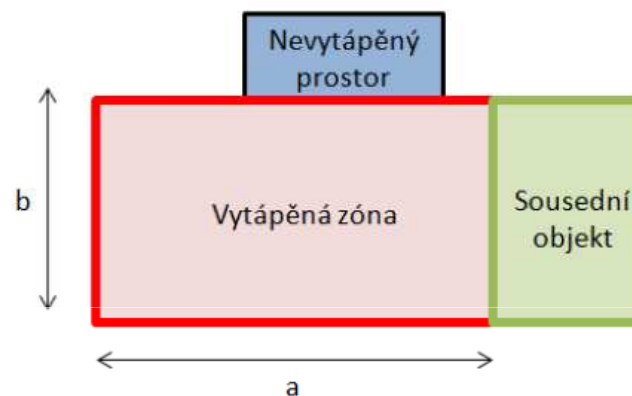 Nevytápěný
prostor
b
Vytápěná zóna
Sousední
objekt
a